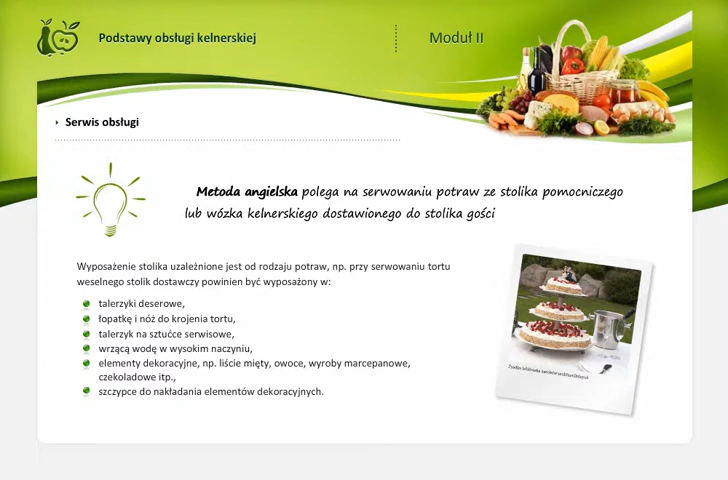 Podstawy obsługi kelnerskiej
Moduł II
Serwis obsługi
Metoda angielska polega na serwowaniu potraw ze stolika pomocniczego
lub wózka kelnerskiego dostawionego do stolika gości
Wyposażenie stolika uzależnione jest od rodzaju potraw, np. przy serwowaniu tortu
weselnego stolik dostawczy powinien być wyposażony w:
talerzyki deserowe,
łopatkę i nóż do krojenia tortu,
talerzyk na sztućce serwisowe,
wrzącą wodę w wysokim naczyniu,
elementy dekoracyjne, np. liście mięty, owoce, wyroby marcepanowe,
czekoladowe itp.,
szczypce do nakładania elementów dekoracyjnych.